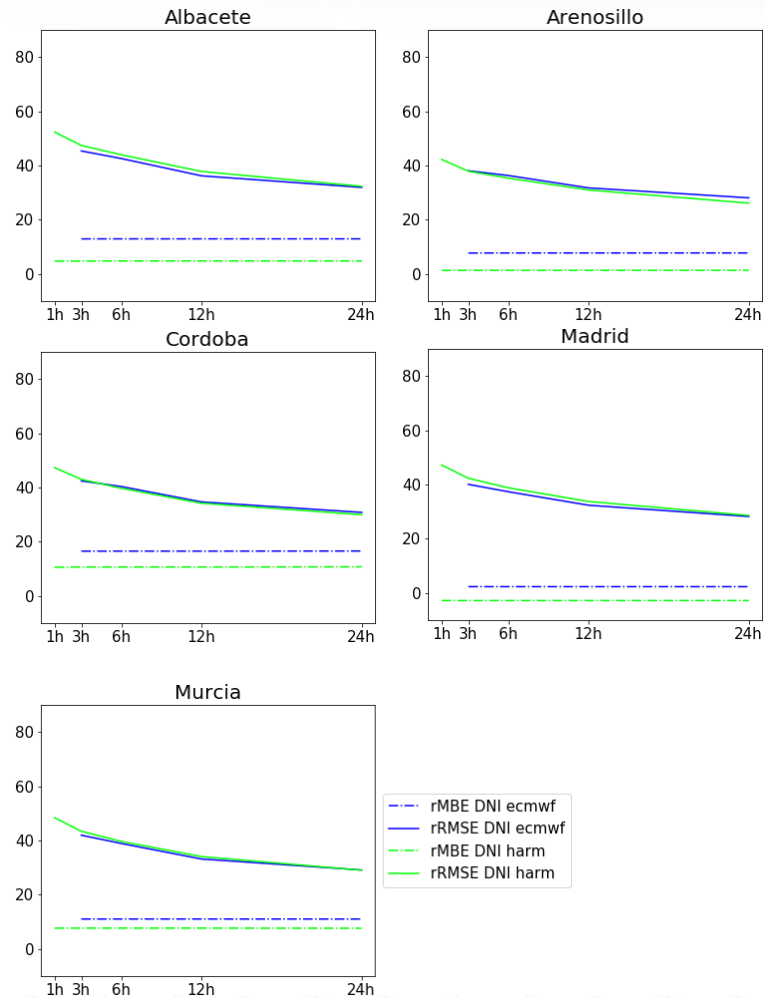 Albacete
80
60
40
20
0
1h 3h 6h 12h 24h
Arenosillo
80
60
40
20
0
1h 3h 6h 12h 24h
Cordoba
80
60
40
20
0
1h 3h 6h 12h 24h
Madrid
80
60
40
20
0
1h 3h 6h 12h 24h
Murcia
80
60
40
20
0
1h 3h 6h 12h 24h
rMBE DNI ecmwf
rRMSE DNI ecmwf
rMBE DNI harm
rRMSE DNI harm